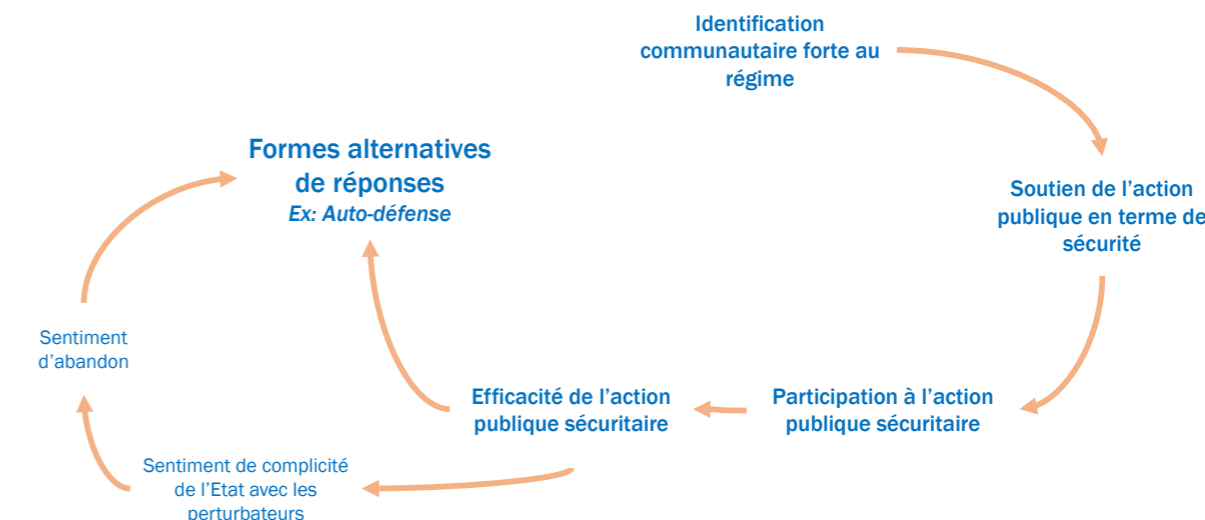 Identification
communautaire forte au
régime
Formes alternatives
de réponses
Ex: Auto-défense
Soutien de l'action
publique en terme de
sécurité
Sentiment
d'abandon
Efficacité de l'action
publique sécuritaire
Participation à l'action
publique sécuritaire
Sentiment de complicité
de l'Etat avec les
perturbateurs